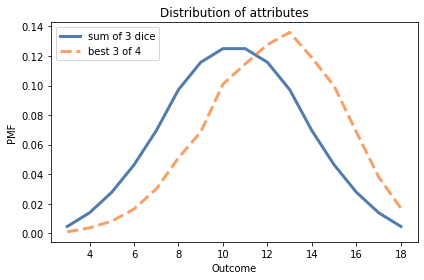 Distribution of attributes
0.14
0.12
0.10
0.08
0.06
0.04
0.02
0.00
PMF
sum of 3 dice
best 3 of 4
4 6 8 10 12 14 16 18
Outcome